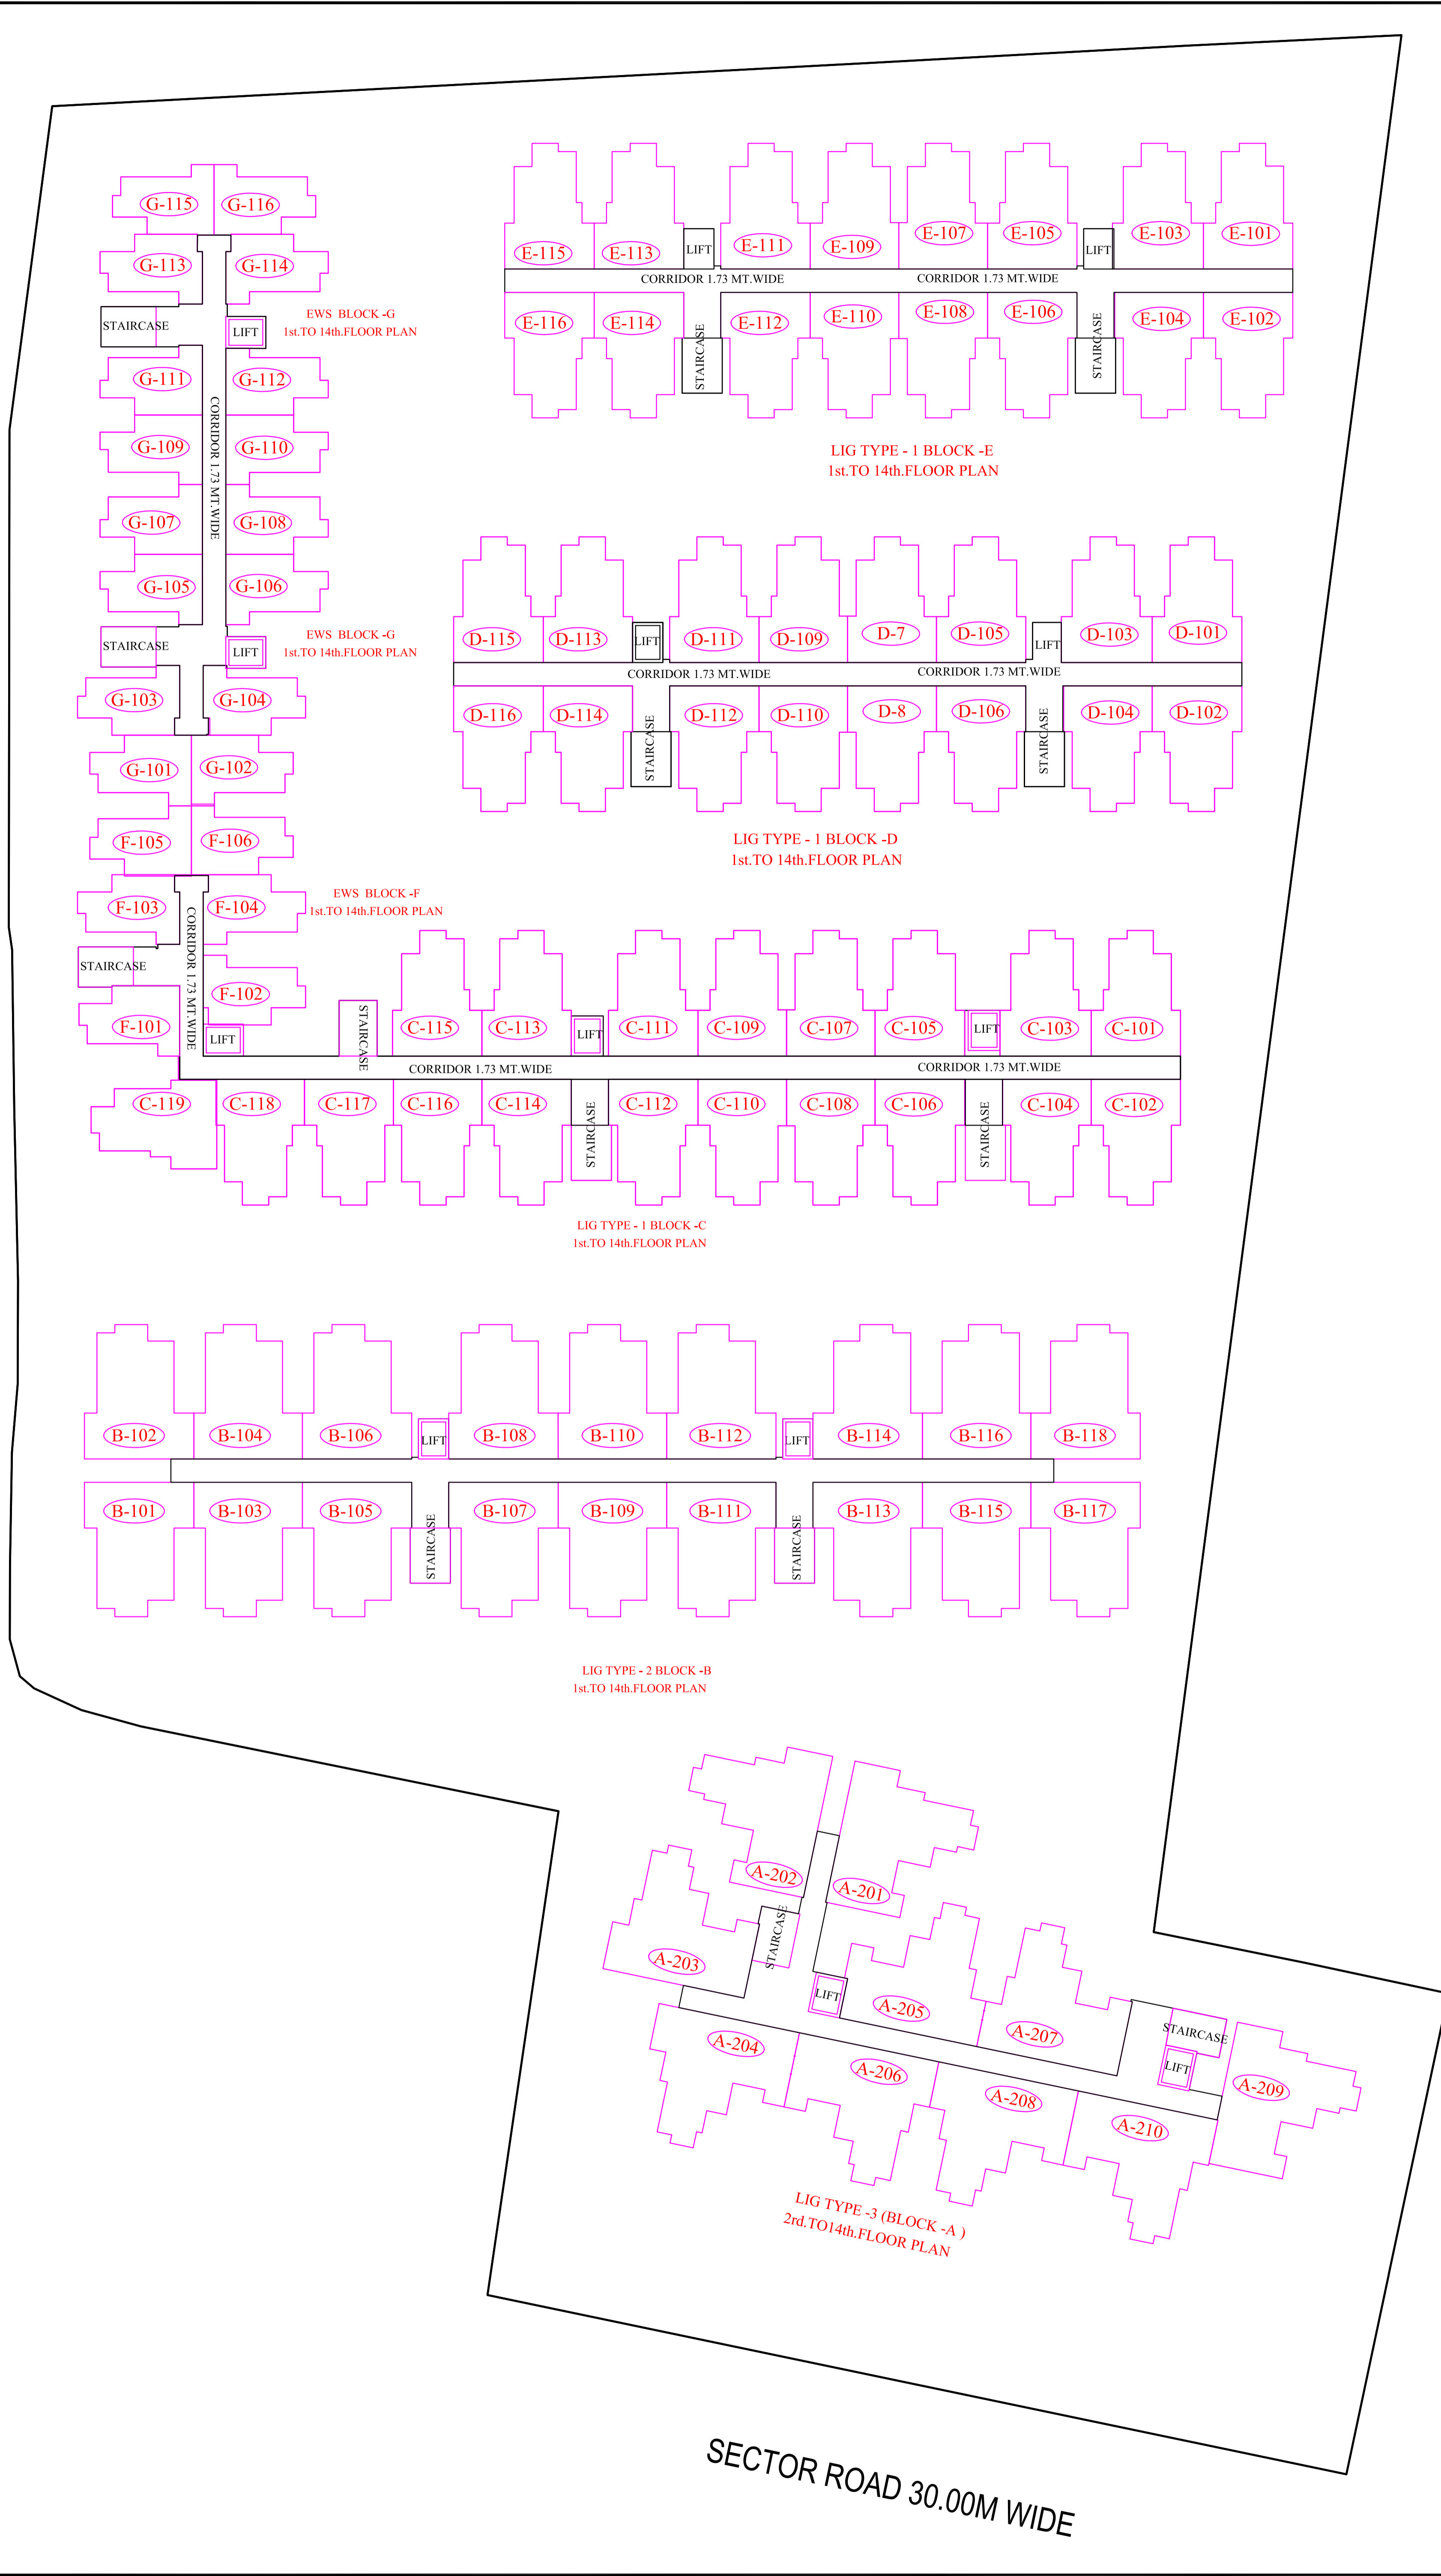 G-115 G-116
G-113 G-114
STAIRCASE LIFT
EWS BLOCK -G
1st.TO 14th.FLOOR PLAN
G-111 G-112
CORRIDOR 1.73 MT.WIDE
G-109 G-110
G-107 G-108
G-105 G-106
STAIRCASE LIFT
EWS BLOCK -G
1st.TO 14th.FLOOR PLAN
G-103 G-104
G-101 G-102
E-115 E-113 LIFT E-111 E-109 E-107 E-105 LIFT E-103 E-101
CORRIDOR 1.73 MT.WIDE CORRIDOR 1.73 MT.WIDE
E-116 E-114 STAIRCASE E-112 E-110 E-108 E-106 STAIRCASE E-104 E-102
LIG TYPE - 1 BLOCK -E
1st.TO 14th.FLOOR PLAN
D-115 D-113 LIFT D-111 D-109 D-7 D-105 LIFT D-103 D-101
CORRIDOR 1.73 MT.WIDE CORRIDOR 1.73 MT.WIDE
D-116 D-114 STAIRCASE D-112 D-110 D-8 D-106 STAIRCASE D-104 D-102
LIG TYPE - 1 BLOCK -D
1st.TO 14th.FLOOR PLAN
F-105 F-106
EWS BLOCK -F
1st.TO 14th.FLOOR PLAN
F-103 F-104
CORRIDOR 1.73 MT.WIDE
STAIRCASE
F-102
F-101
LIFT
STAIRCASE C-115 C-113 LIFT C-111 C-109 C-107 C-105 LIFT C-103 C-101
CORRIDOR 1.73 MT.WIDE CORRIDOR 1.73 MT.WIDE
C-119 C-118 C-117 C-116 C-114 STAIRCASE C-112 C-110 C-108 C-106 STAIRCASE C-104 C-102
LIG TYPE - 1 BLOCK -C
1st.TO 14th.FLOOR PLAN
B-102 B-104 B-106 LIFT B-108 B-110 B-112 LIFT B-114 B-116 B-118
B-101 B-103 B-105 STAIRCASE B-107 B-109 B-111 STAIRCASE B-113 B-115 B-117
LIG TYPE - 2 BLOCK -B
1st.TO 14th.FLOOR PLAN
A-202 A-201
STAIRCASE
A-203
LIFT
A-205
A-207
STAIRCASE
LIFT
A-209
A-204
A-206
A-208
A-210
LIG TYPE -3 (BLOCK -A )
2rd.TO14th.FLOOR PLAN
SECTOR ROAD 30.00M WIDE